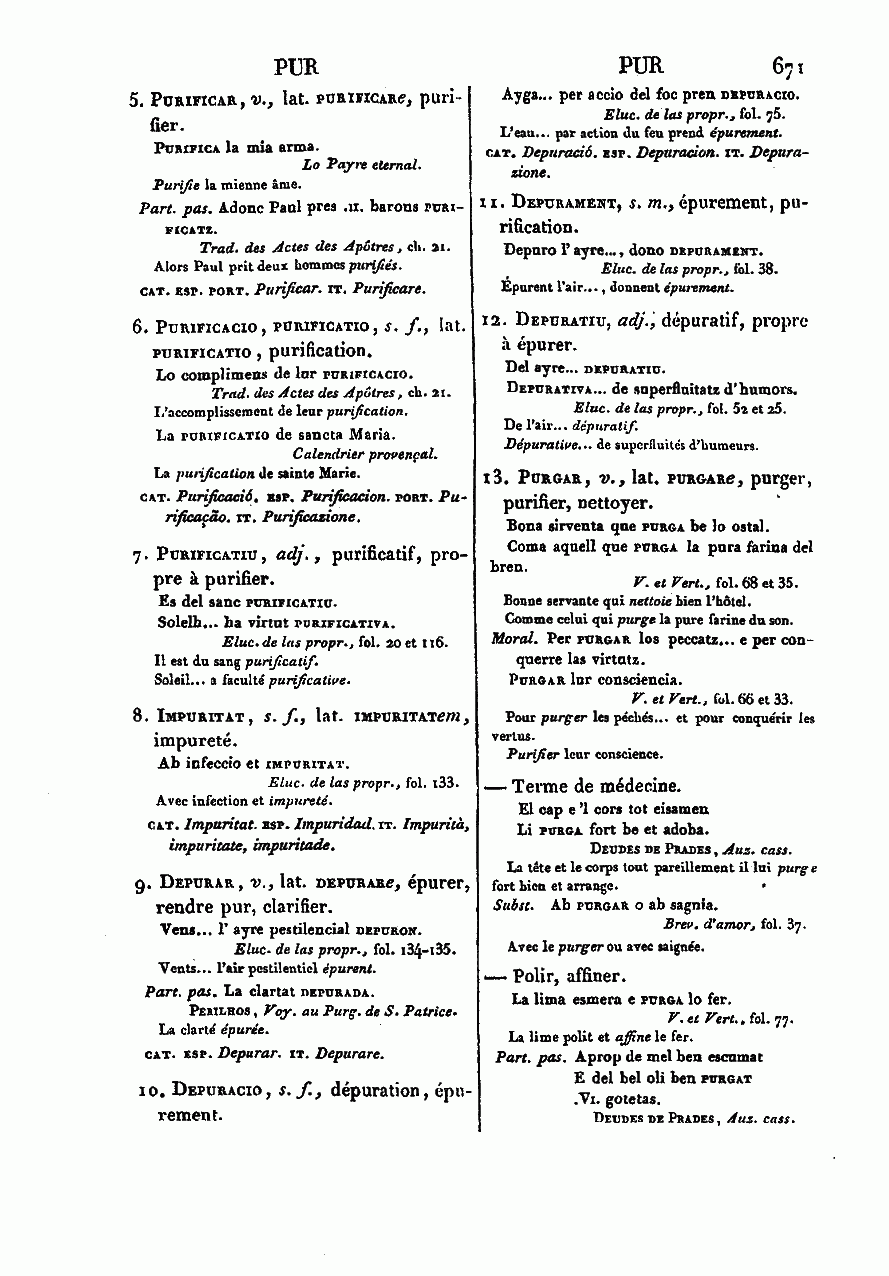 PUR
PUR 671
5. Purificar, v., lat. purificare, puri-
fier.
Purifica la mia arma.
Lo Payre eternal.
Purifie la mienne âme.
Part. pas. Adonc Paul pres .ii. barons puri-
ficatz.
Trad. des Actes des Apôtres, ch. 21.
Alors Paul prit deux hommes purifiés.
cat. esp. port. Purificar. it. Purificare.
6. Purificacio, purificatio, s. f., lat.
purificatio, purification.
Lo complimens de lor purificacio.
Trad. des Actes des Apôtres, ch. 21.
L'accomplissement de leur purification.
La purificatio de sancta Maria.
Calendrier provençal.
La purification de sainte Marie.
cat. Purificació. esp. Purificacion. port. Pu-
rificação. it. Purificazione.
7. Purificatiu, adj., purificatif, pro-
pre à purifier.
Es del sanc purificatiu.
Solelh... ha virtut purificativa.
Eluc. de las propr., fol. 20 et 116.
Il est du sang purificatif.
Soleil... a faculté purificative.
8. Impuritat, s. f., lat. impuritatem,
impureté.
Ab infeccio et impuritat.
Eluc. de las propr., fol. 133.
Avec infection et impureté.
cat. Impuritat. esp. Impuridad. it. Impurità,
impuritate, impuritade.
9. Depurar, v., lat. depurare, épurer,
rendre pur, clarifier.
Vens... l' ayre pestilencial depuron.
Eluc. de las propr., fol. 134-135.
Vents... l'air pestilentiel épurent.
Part. pas. La clartat depurada.
Perilhos, Voy. au Purg. de S. Patrice.
La clarté épurée.
cat. esp. Depurar. it. Depurare.
10. Depuracio, s. f., dépuration, épu-
rement.
Ayga... per accio del foc pren depuracio.
Eluc. de las propr., fol. 75.
L'eau... par action du feu prend épurement.
cat. Depuració. esp. Depuracion. it. Depura-
zione.
11. Depurament, s. m., épurement, pu-
rification.
Depuro l' ayre..., dono depurament.
Eluc. de las propr., fol. 38.
Épurent l'air..., donnent épurement.
12. Depuratiu, adj., dépuratif, propre
à épurer.
Del ayre... depuratiu.
Depurativa... de superfluitatz d'humors.
Eluc. de las propr., fol. 52 et 25.
De l'air... dépuratif.
Dépurative... de superfluités d'humeurs.
13. Purgar, v., lat. purgare, purger,
purifier, nettoyer.
Bona sirventa que purga be lo ostal.
Coma aquell que purga la pura farina del
bren.
V. et Vert., fol. 68 et 35.
Bonne servante qui nettoie bien l'hôtel.
Comme celui qui purge la pure farine du son.
Moral. Per purgar los peccatz... e per con-
querre las virtutz.
Purgar lur consciencia.
V. et Vert., fol. 66 et 33.
Pour purger les péchés... et pour conquérir les
vertus.
Purifier leur conscience.
— Terme de médecine.
El cap e 'l cors tot eisamen
Li purga fort be et adoba.
Deudes de Prades, Auz. cass.
La tête et le corps tout pareillement il lui purge
fort bien et arrange.
Subst. Ab purgar o ab sagnia.
Brev. d'amor, fol. 37.
Avec le purger ou avec saignée.
— Polir, affiner.
La lima esmera e purga lo fer.
V. et Vert., fol. 77.
La lime polit et affine le fer.
Part. pas. Aprop de mel ben escumat
E del bel oli ben purgat
.Vi. gotetas.
Deudes de Prades, Auz. cass.